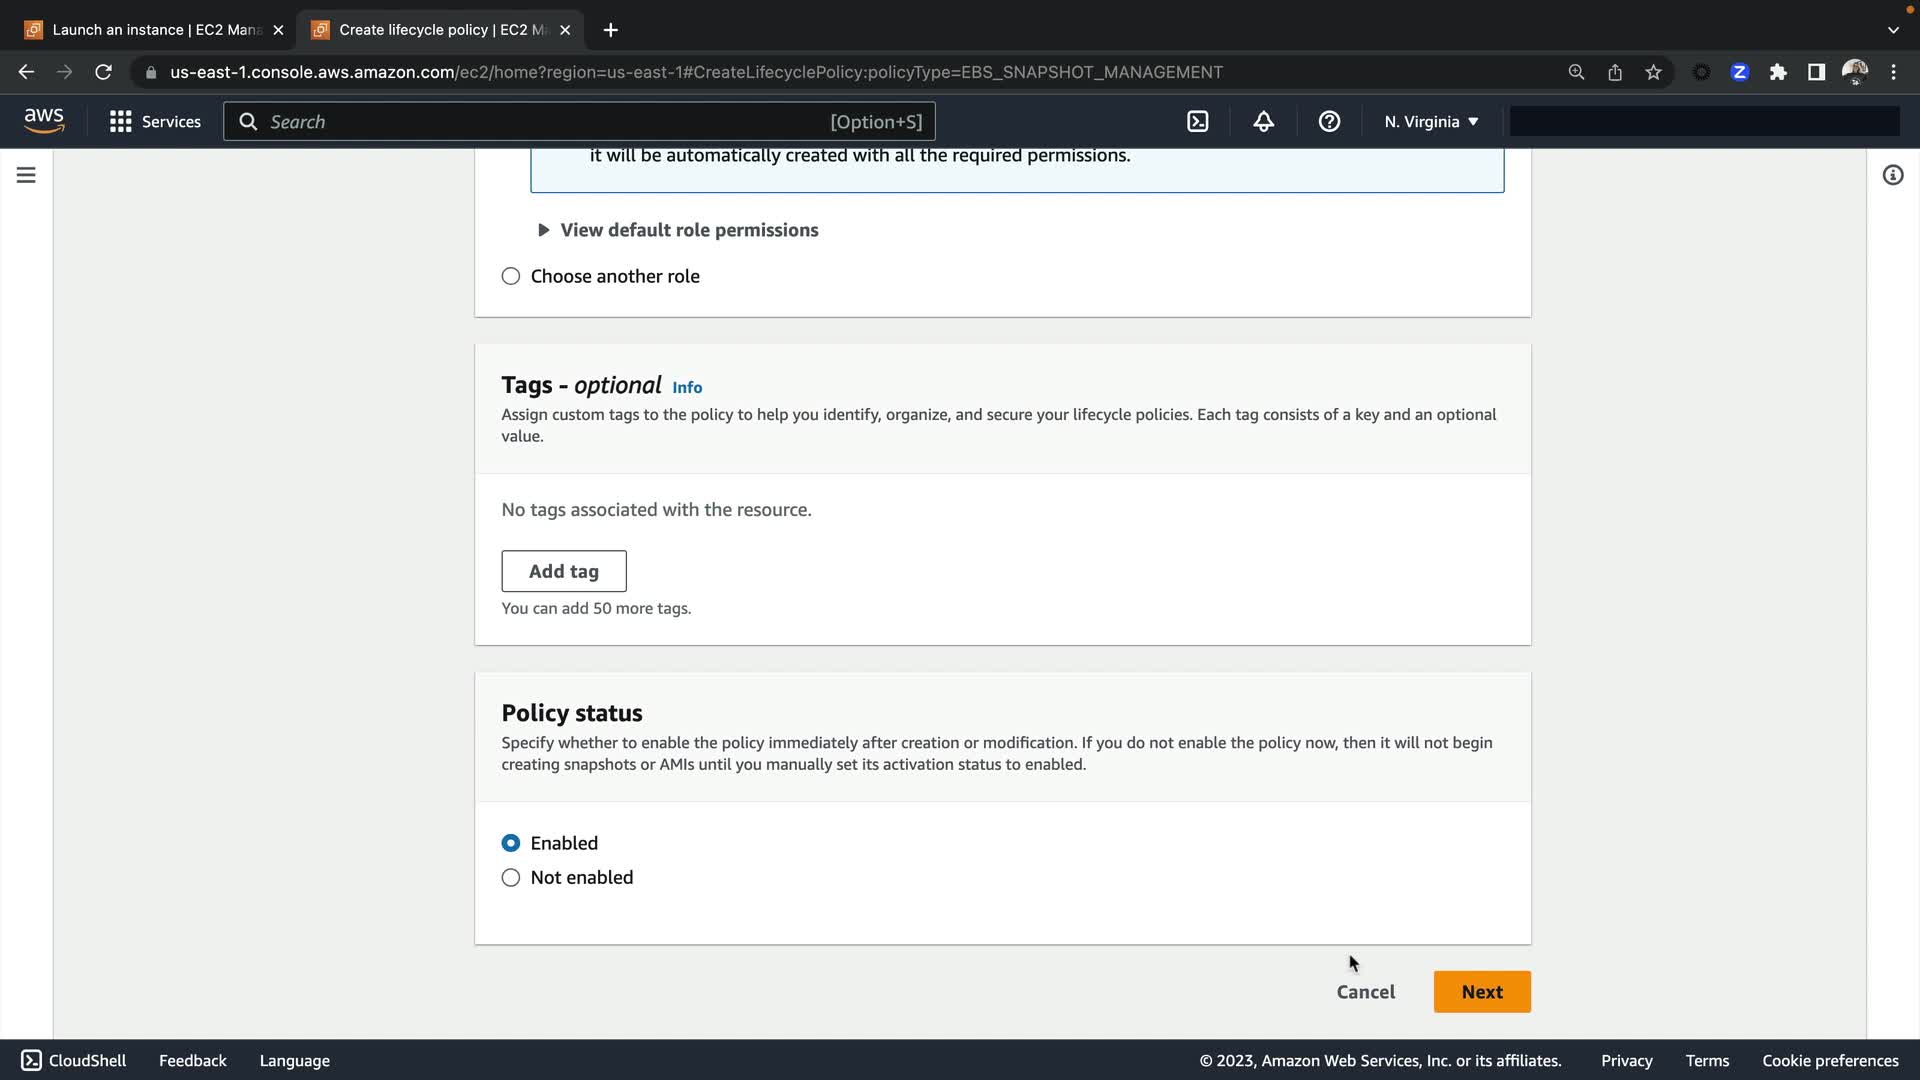 Launch an instance | EC2 Mana
Create lifecycle policy | EC2 M
us-east-1.console.aws.amazon.com/ec2/home?region=us-east-1#CreateLifecyclePolicy:policyType=EBS_SNAPSHOT_MANAGEMENT
Z
aws
Services
Search
[Option+S]
N. Virginia
it will be automatically created with all the required permissions.
View default role permissions
Choose another role
Tags - optional Info
Assign custom tags to the policy to help you identify, organize, and secure your lifecycle policies. Each tag consists of a key and an optional
value.
No tags associated with the resource.
Add tag
You can add 50 more tags.
Policy status
Specify whether to enable the policy immediately after creation or modification. If you do not enable the policy now, then it will not begin
creating snapshots or AMIs until you manually set its activation status to enabled.
Enabled
Not enabled
Cancel
Next
CloudShell
Feedback
Language
© 2023, Amazon Web Services, Inc. or its affiliates.
Privacy
Terms
Cookie preferences